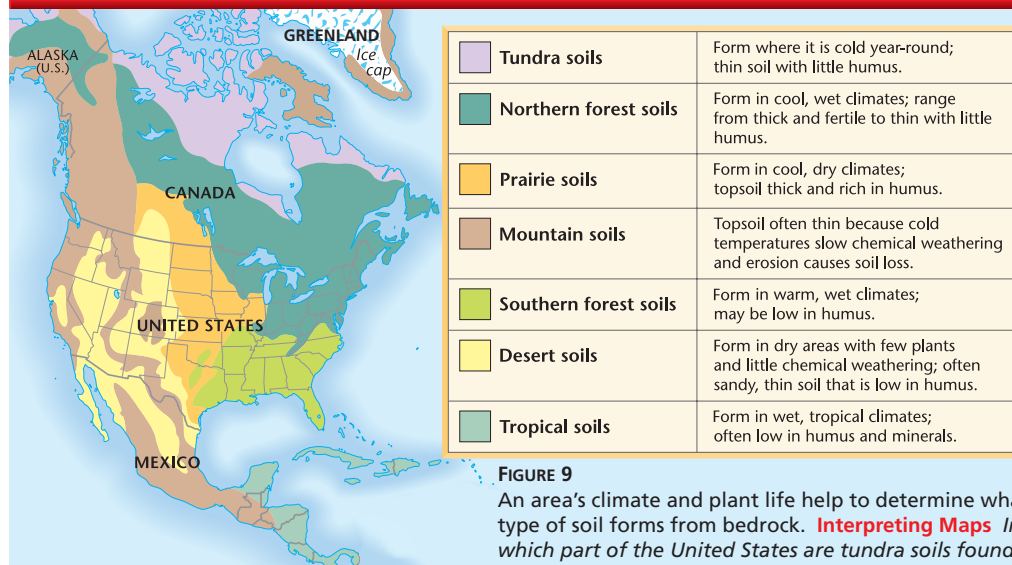 GREENLAND
Ice
cap
ALASKA
(U.S.)
CANADA
UNITED STATES
MEXICO
Tundra soils
Form where it is cold year-round;
thin soil with little humus.
Northern forest soils
Form in cool, wet climates; range
from thick and fertile to thin with little
humus.
Prairie soils
Form in cool, dry climates;
topsoil thick and rich in humus.
Mountain soils
Topsoil often thin because cold
temperatures slow chemical weathering
and erosion causes soil loss.
Southern forest soils
Form in warm, wet climates;
may be low in humus.
Desert soils
Form in dry areas with few plants
and little chemical weathering; often
sandy, thin soil that is low in humus.
Tropical soils
Form in wet, tropical climates;
often low in humus and minerals.
FIGURE 9
An area's climate and plant life help to determine
type of soil forms from bedrock. Interpreting Maps
which part of the United States are tundra soils found